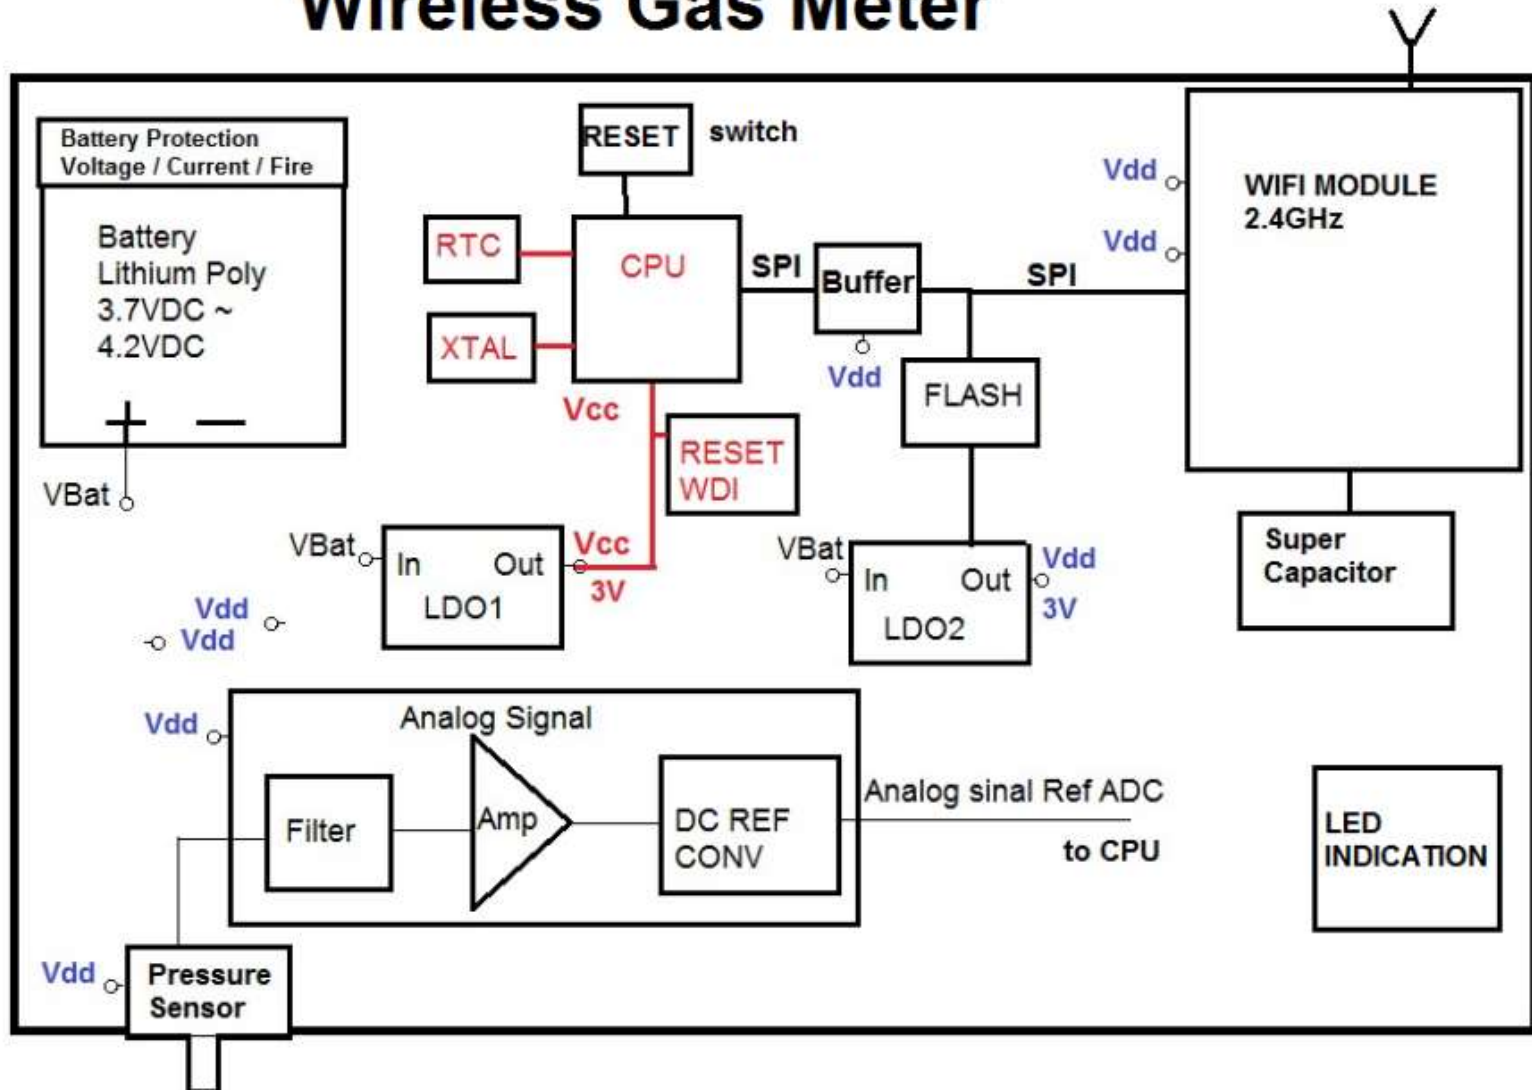 Wireless Gas Meter
Battery Protection
Voltage / Current / Fire
Battery
Lithium Poly
3.7VDC ~
4.2VDC
+ —
VBat
RESET
switch
RTC
XTAL
CPU
SPI
Buffer
Vdd
SPI
Vdd
Vdd
WIFI MODULE
2.4GHz
FLASH
Vcc
RESET
WDI
VBat
In
Out
LDO1
Vcc
3V
VBat
In
Out
LDO2
Vdd
3V
Super
Capacitor
Vdd
Vdd
Vdd
Analog Signal
Filter
Amp
DC REF
CONV
Analog sinal Ref ADC
to CPU
LED
INDICATION
Vdd
Pressure
Sensor